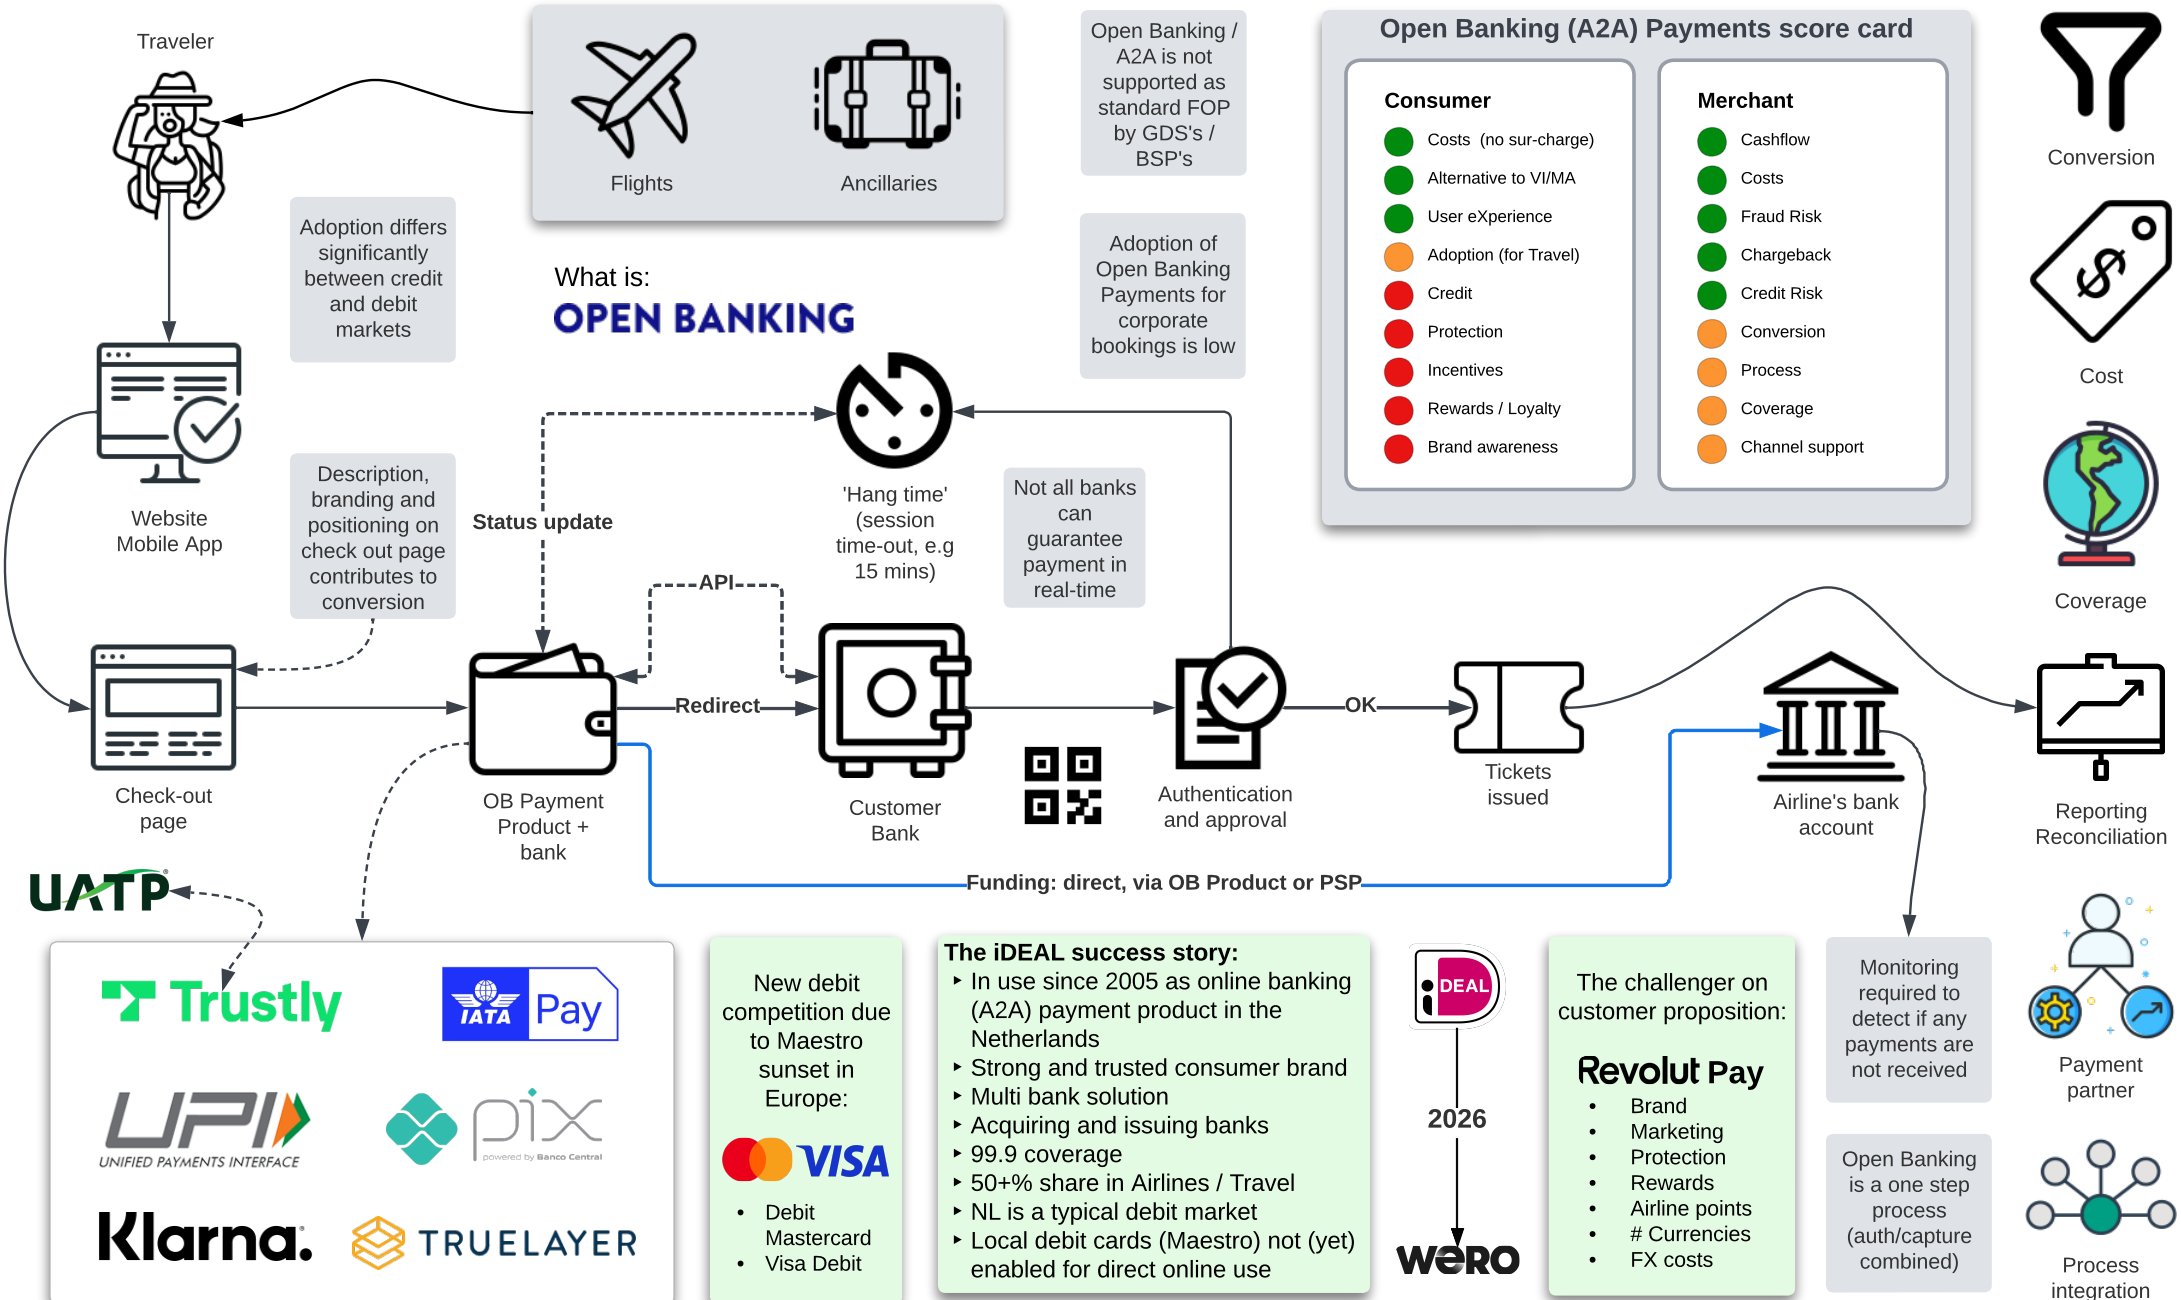 Traveler
Flights
Ancillaries
Open Banking /
A2A is not
supported as
standard FOP
by GDS's /
BSP's
Open Banking (A2A) Payments score card
Consumer
Costs (no sur-charge)
Alternative to VI/MA
User eXperience
Adoption (for Travel)
Credit
Protection
Incentives
Rewards / Loyalty
Brand awareness
Merchant
Cashflow
Costs
Fraud Risk
Chargeback
Credit Risk
Conversion
Process
Coverage
Channel support
Conversion
Cost
Coverage
Adoption differs
significantly
between credit
and debit
markets
What is:
OPEN BANKING
Adoption of
Open Banking
Payments for
corporate
bookings is low
Website
Mobile App
Description,
branding and
positioning on
check out page
contributes to
conversion
Status update
'Hang time'
(session
time-out, e.g
15 mins)
Not all banks
can
guarantee
payment in
real-time
API
Redirect
OK
Check-out
page
OB Payment
Product +
bank
Customer
Bank
Authentication
and approval
Tickets
issued
Airline's bank
account
Reporting
Reconciliation
Funding: direct, via OB Product or PSP
UATP®
Trustly
IATA Pay
UPI
UNIFIED PAYMENTS INTERFACE
pix
powered by Banco Central
Klarna.
TRUELAYER
New debit
competition due
to Maestro
sunset in
Europe:
VISA
• Debit
Mastercard
• Visa Debit
The iDEAL success story:
‣ In use since 2005 as online banking
(A2A) payment product in the
Netherlands
‣ Strong and trusted consumer brand
‣ Multi bank solution
‣ Acquiring and issuing banks
‣ 99.9 coverage
‣ 50+% share in Airlines / Travel
‣ NL is a typical debit market
‣ Local debit cards (Maestro) not (yet)
enabled for direct online use
iDEAL
2026
wero
The challenger on
customer proposition:
Revolut Pay
• Brand
• Marketing
• Protection
• Rewards
• Airline points
• # Currencies
• FX costs
Monitoring
required to
detect if any
payments are
not received
Open Banking
is a one step
process
(auth/capture
combined)
Payment
partner
Process
integration